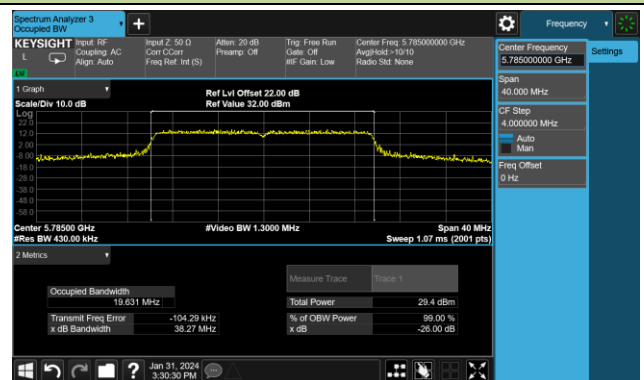 Spectrum Analyzer 3
Occupied BW
Frequency
KEYSIGHT
L
Input: RF
Coupling: AC
Align: Auto
Input Z: 50 Ω
Corr CCorr
Freq Ref: Int (S)
Atten: 20 dB
Preamp: Off
Trig: Free Run
Gate: Off
#IF Gain: Low
Center Freq: 5.785000000 GHz
Avg|Hold:>10/10
Radio Std: None
Center Frequency
5.785000000 GHz
Settings
Span
40.000 MHz
CF Step
4.000000 MHz
Auto
Man
Freq Offset
0 Hz
1 Graph
Scale/Div 10.0 dB
Ref Lvl Offset 22.00 dB
Ref Value 32.00 dBm
Log
22.0
12.0
2.00
-8.00
-18.0
-28.0
-38.0
-48.0
-58.0
Center 5.78500 GHz
#Res BW 430.00 kHz
#Video BW 1.3000 MHz
Span 40 MHz
Sweep 1.07 ms (2001 pts)
2 Metrics
Measure Trace
Trace 1
Occupied Bandwidth
19.631 MHz
Total Power
29.4 dBm
Transmit Freq Error
-104.29 kHz
% of OBW Power
99.00 %
x dB Bandwidth
38.27 MHz
x dB
-26.00 dB
?
Jan 31, 2024
3:30:30 PM